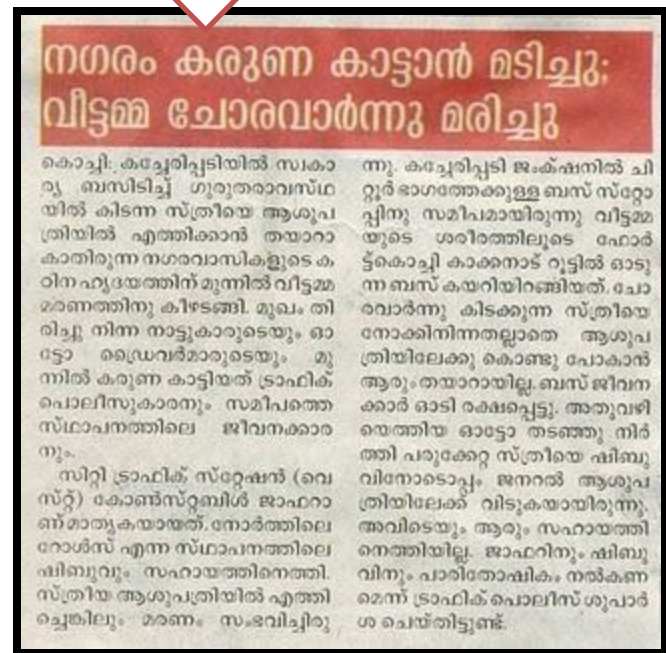 നഗരം കരുണ കാട്ടാൻ മടിച്ചു;
വീട്ടമ്മ ചോരവാർന്നു മരിച്ചു
കൊച്ചി: കച്ചേരിപ്പടിയിൽ സ്വകാ
ര്യ ബസിടിച്ച് ഗുരുതരാവസ്ഥ
യിൽ കിടന്ന സ്ത്രീയെ ആശുപ
ത്രിയിൽ എത്തിക്കാൻ തയാറാ
കാതിരുന്ന നഗരവാസികളുടെ ക
ഠിന ഹൃദയത്തിന് മുന്നിൽ വീട്ടമ്മ
മരണത്തിനു കീഴടങ്ങി. മുഖം തി
രിച്ചു നിന്ന നാട്ടുകാരുടെയും ഓ
ട്ടോ ഡ്രൈവർമാരുടെയും മു
ന്നിൽ കരുണ കാട്ടിയത് ട്രാഫിക്
പൊലീസുകാരനും സമീപത്തെ
സ്ഥാപനത്തിലെ ജീവനക്കാര
നും.
സിറ്റി ട്രാഫിക് സ്റ്റേഷൻ (വെ
സ്റ്റ്) കോൺസ്റ്റബിൾ ജാഫറാ
ണ് മാതൃകയായത്. നോർത്തിലെ
റോൾസ് എന്ന സ്ഥാപനത്തിലെ
ഷിബുവും സഹായത്തിനെത്തി.
സ്ത്രീയ ആശുപത്രിയിൽ എത്തി
ച്ചെങ്കിലും മരണം സംഭവിച്ചിരു
ന്നു. കച്ചേരിപ്പടി ജംക്‌ഷനിൽ ചി
റ്റൂർ ഭാഗത്തേക്കുള്ള ബസ് സ്റ്റോ
പ്പിനു സമീപമായിരുന്നു വീട്ടമ്മ
യുടെ ശരീരത്തിലൂടെ ഫോർ
ട്ട്കൊച്ചി കാക്കനാട് റൂട്ടിൽ ഓടു
ന്ന ബസ് കയറിയിറങ്ങിയത്. ചോ
രവാർന്നു കിടക്കുന്ന സ്ത്രീയെ
നോക്കിനിന്നതല്ലാതെ ആശുപ
ത്രിയിലേക്കു കൊണ്ടു പോകാൻ
ആരും തയാറായില്ല. ബസ് ജീവന
ക്കാർ ഓടി രക്ഷപ്പെട്ടു. അതുവഴി
യെത്തിയ ഓട്ടോ തടഞ്ഞു നിർ
ത്തി പരുക്കേറ്റ സ്ത്രീയെ ഷിബു
വിനോടൊപ്പം ജനറൽ ആശുപ
ത്രിയിലേക്ക് വിടുകയായിരുന്നു.
അവിടെയും ആരും സഹായത്തി
നെത്തിയില്ല. ജാഫറിനും ഷിബു
വിനും പാരിതോഷികം നൽകണ
മെന്ന് ട്രാഫിക് പൊലീസ് ശുപാർ
ശ ചെയ്തിട്ടുണ്ട്.